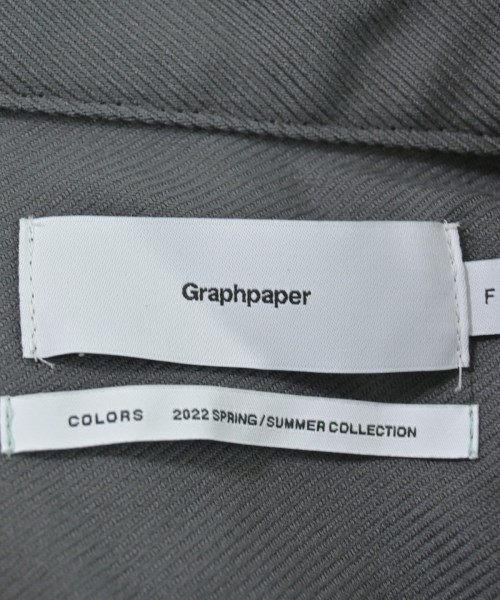 Graphpaper
F
COLORS 2022 SPRING/SUMMER COLLECTION